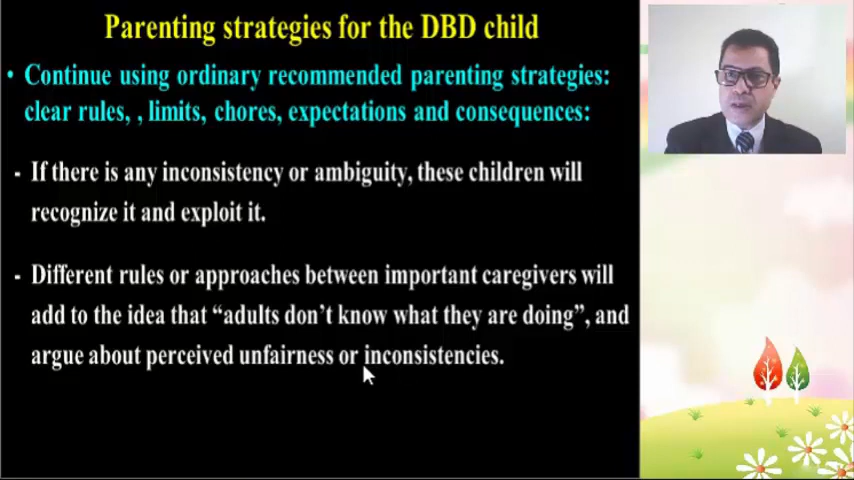 Parenting strategies for the DBD child
• Continue using ordinary recommended parenting strategies:
clear rules, , limits, chores, expectations and consequences:
- If there is any inconsistency or ambiguity, these children will
recognize it and exploit it.
- Different rules or approaches between important caregivers will
add to the idea that “adults don’t know what they are doing”, and
argue about perceived unfairness or inconsistencies.